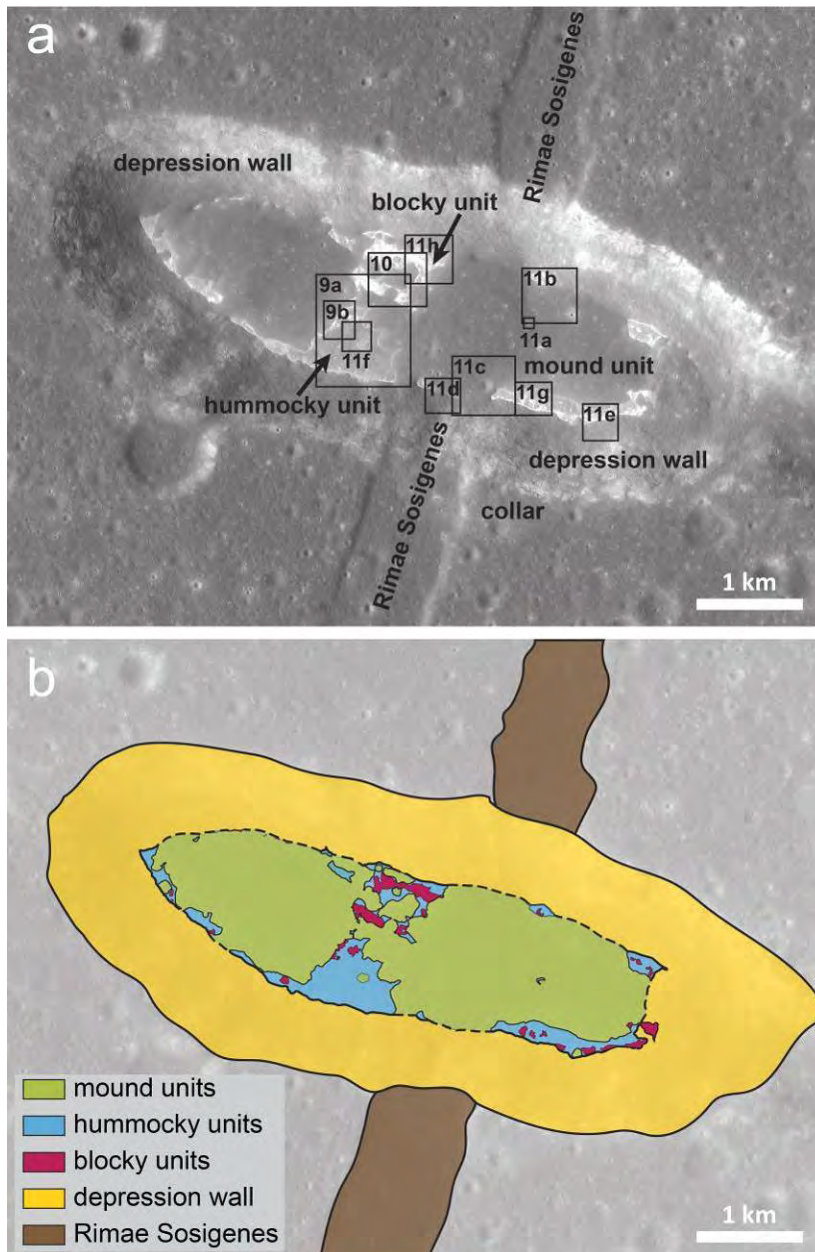 a
Rimae Sosigenes
depression wall
blocky unit
11h
10
9a
11b
9b
11a
11f
11c
mound unit
11d
11g
hummocky unit
11e
depression wall
Rimae Sosigenes
collar
1 km
b
mound units
hummocky units
blocky units
depression wall
Rimae Sosigenes
1 km